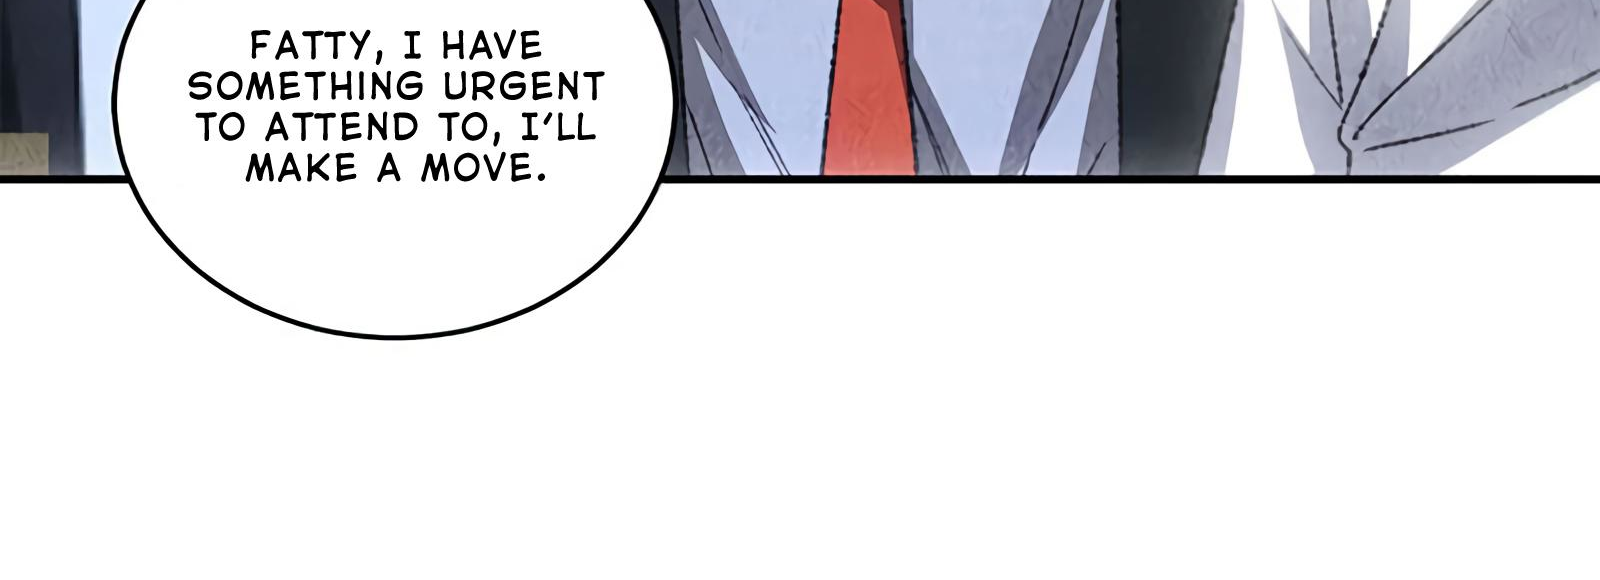 FATTY, I HAVE
SOMETHING URGENT
TO ATTEND TO, I'LL
MAKE A MOVE.